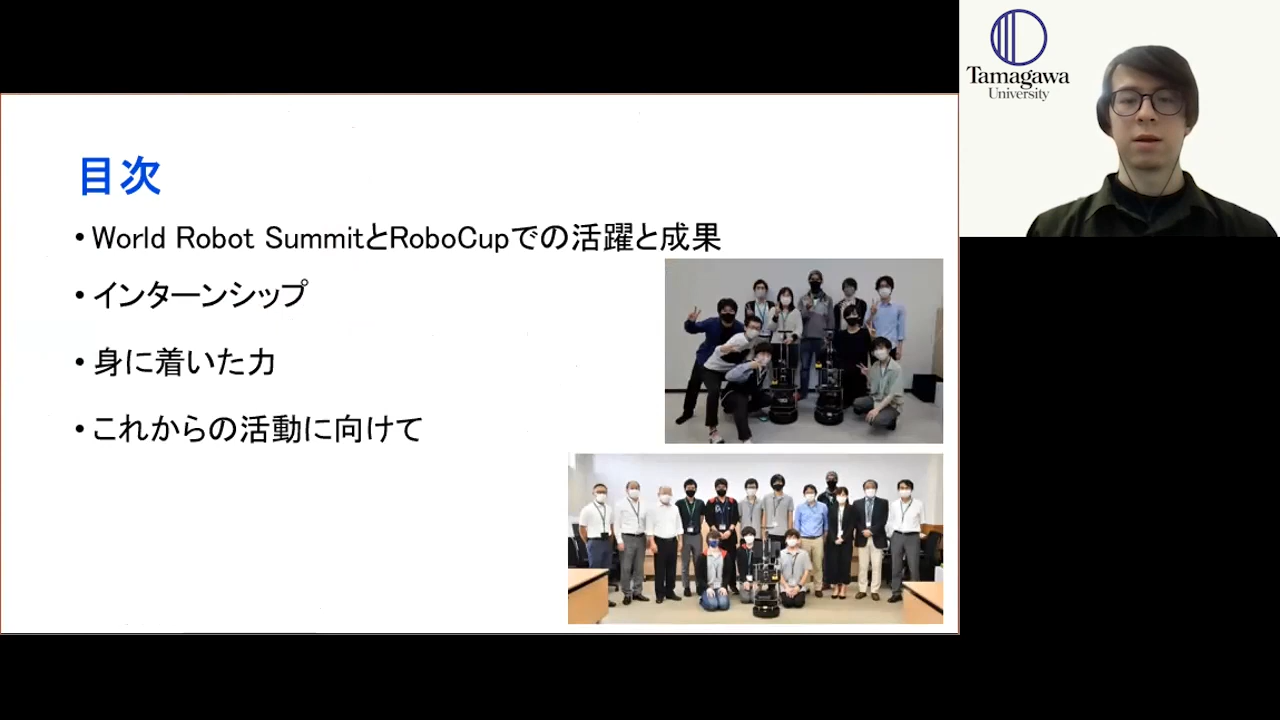 目次
• World Robot SummitとRoboCupでの活躍と成果
• インターンシップ
• 身に着いた力
• これからの活動に向けて
Tamagawa
University